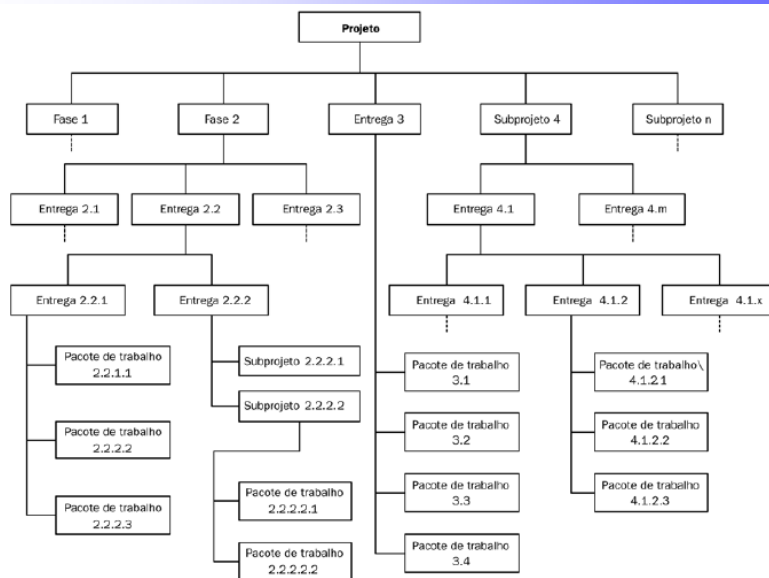 Projeto
Fase 1
Fase 2
Entrega 3
Subprojeto 4
Subprojeto n
Entrega 2.1
Entrega 2.2
Entrega 2.3
Entrega 4.1
Entrega 4.m
Entrega 2.2.1
Entrega 2.2.2
Entrega 4.1.1
Entrega 4.1.2
Entrega 4.1.x
Pacote de trabalho
2.2.1.1
Subprojeto 2.2.2.1
Pacote de trabalho
3.1
Pacote de trabalho\
4.1.2.1
Subprojeto 2.2.2.2
Pacote de trabalho
2.2.2.2
Pacote de trabalho
3.2
Pacote de trabalho
4.1.2.2
Pacote de trabalho
2.2.2.3
Pacote de trabalho
2.2.2.2.1
Pacote de trabalho
3.3
Pacote de trabalho
4.1.2.3
Pacote de trabalho
2.2.2.2.2
Pacote de trabalho
3.4